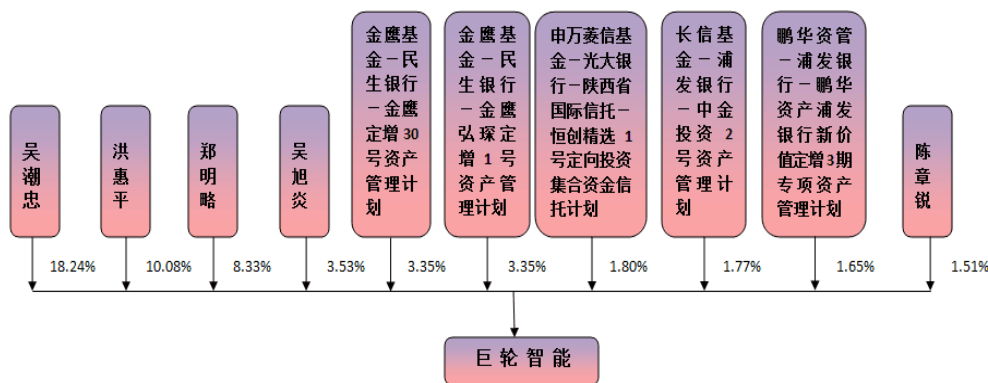 吴潮忠
洪惠平
郑明略
吴旭炎
金鹰基
金－民
生银行
－金鹰
定增30
号资产
管理计
划
金鹰基
金－民
生银行
－金鹰
弘琛定
增1号
资产管
理计划
申万菱信基
金－光大银
行－陕西省
国际信托－
恒创精选1
号定向投资
集合资金信
托计划
长信基
金－浦
发银行
－中金
投资2
号资产
管理计
划
鹏华资管
－浦发银
行－鹏华
资产浦发
银行新价
值定增3期
专项资产
管理计划
陈章锐
18.24%
10.08%
8.33%
3.53%
3.35%
3.35%
1.80%
1.77%
1.65%
1.51%
巨轮智能